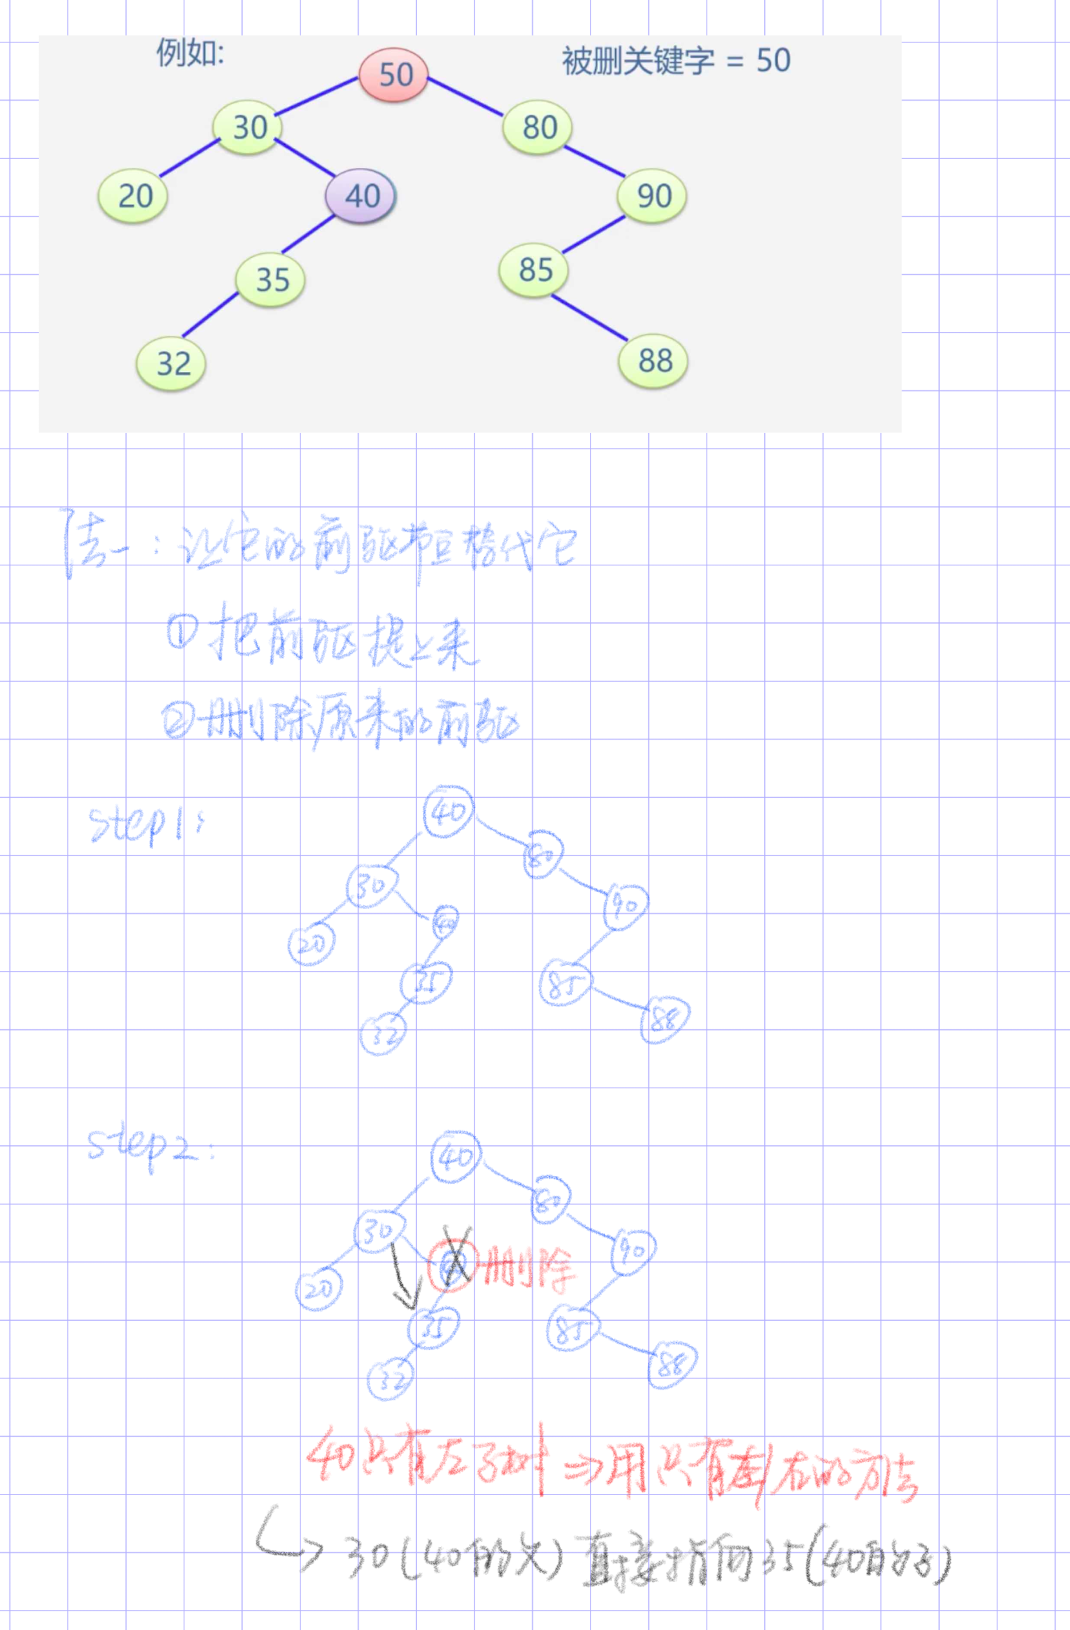 例如:
被删关键字 = 50
50
30 80
20 40 90
35 85
32 88
法一：让它的前驱节点替代它
①把前驱提上来
②删除原来的前驱
step1:
40
30 80
20 40 90
35 85
32 88
step2:
40
30 80
20 40 删除 90
35 85
32 88
40只有左子树⇒用只有左/右的方法
↳30(40的父)直接指向35(40的子)